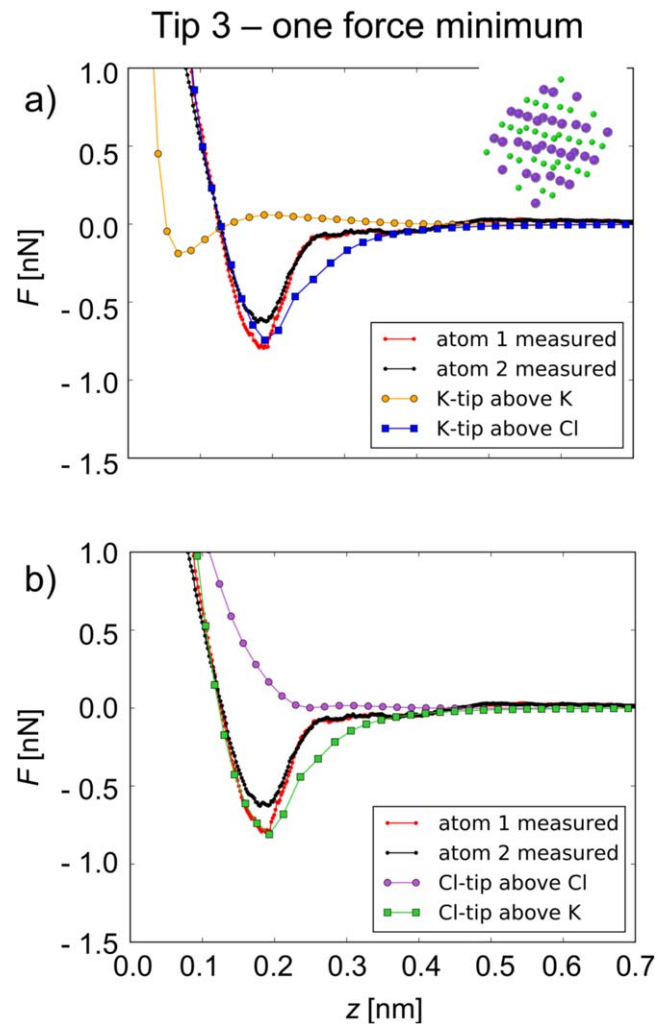 Tip 3 – one force minimum
a)
1.0
0.5
0.0
- 0.5
- 1.0
- 1.5
F [nN]
atom 1 measured
atom 2 measured
K-tip above K
K-tip above Cl
b)
1.0
0.5
0.0
- 0.5
- 1.0
- 1.5
F [nN]
atom 1 measured
atom 2 measured
Cl-tip above Cl
Cl-tip above K
0.0 0.1 0.2 0.3 0.4 0.5 0.6 0.7
z [nm]